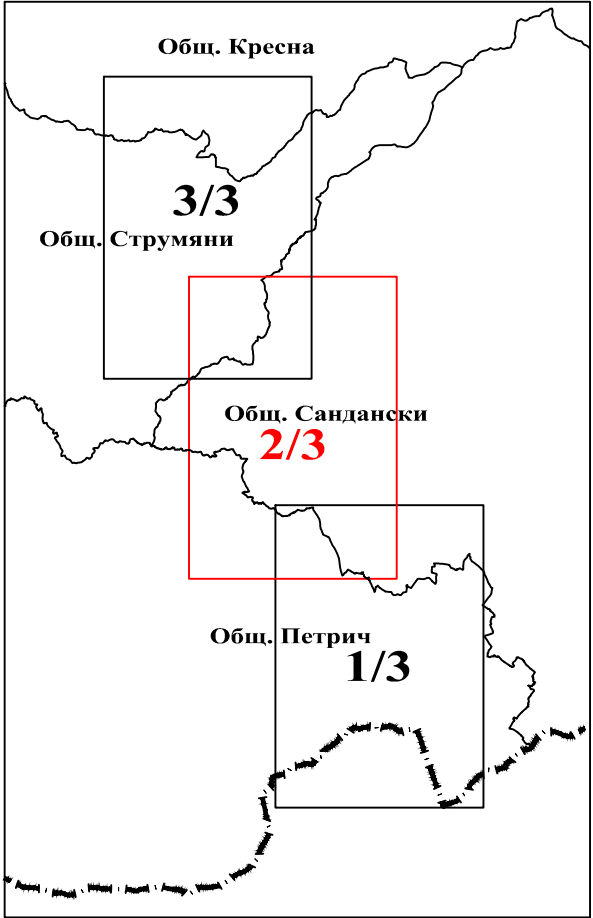 Общ. Кресна
3/3
Общ. Струмяни
Общ. Сандански
2/3
Общ. Петрич
1/3